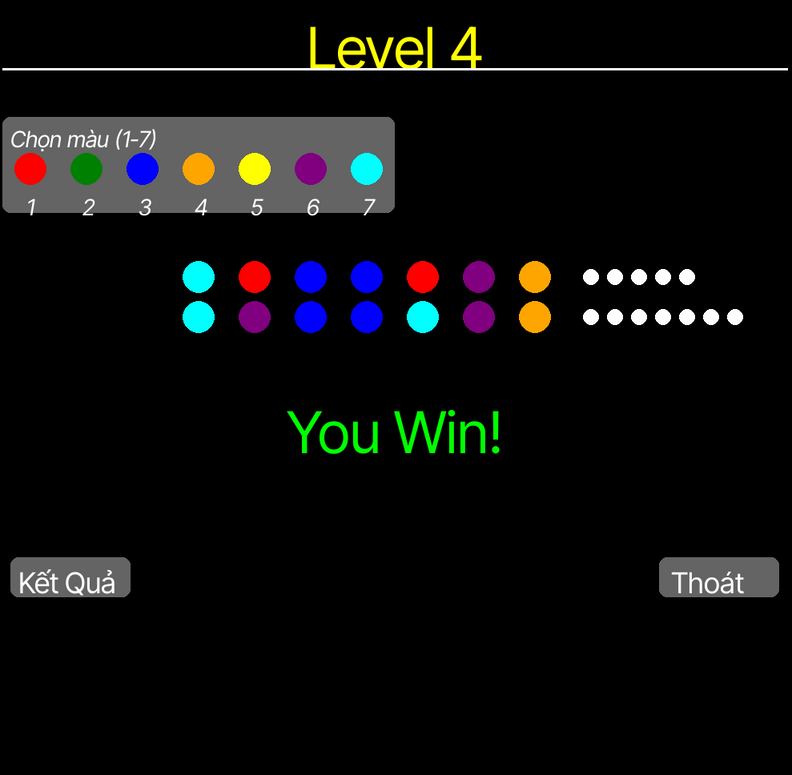 Level 4
Chọn màu (1-7)
1 2 3 4 5 6 7
You Win!
Kết Quả
Thoát